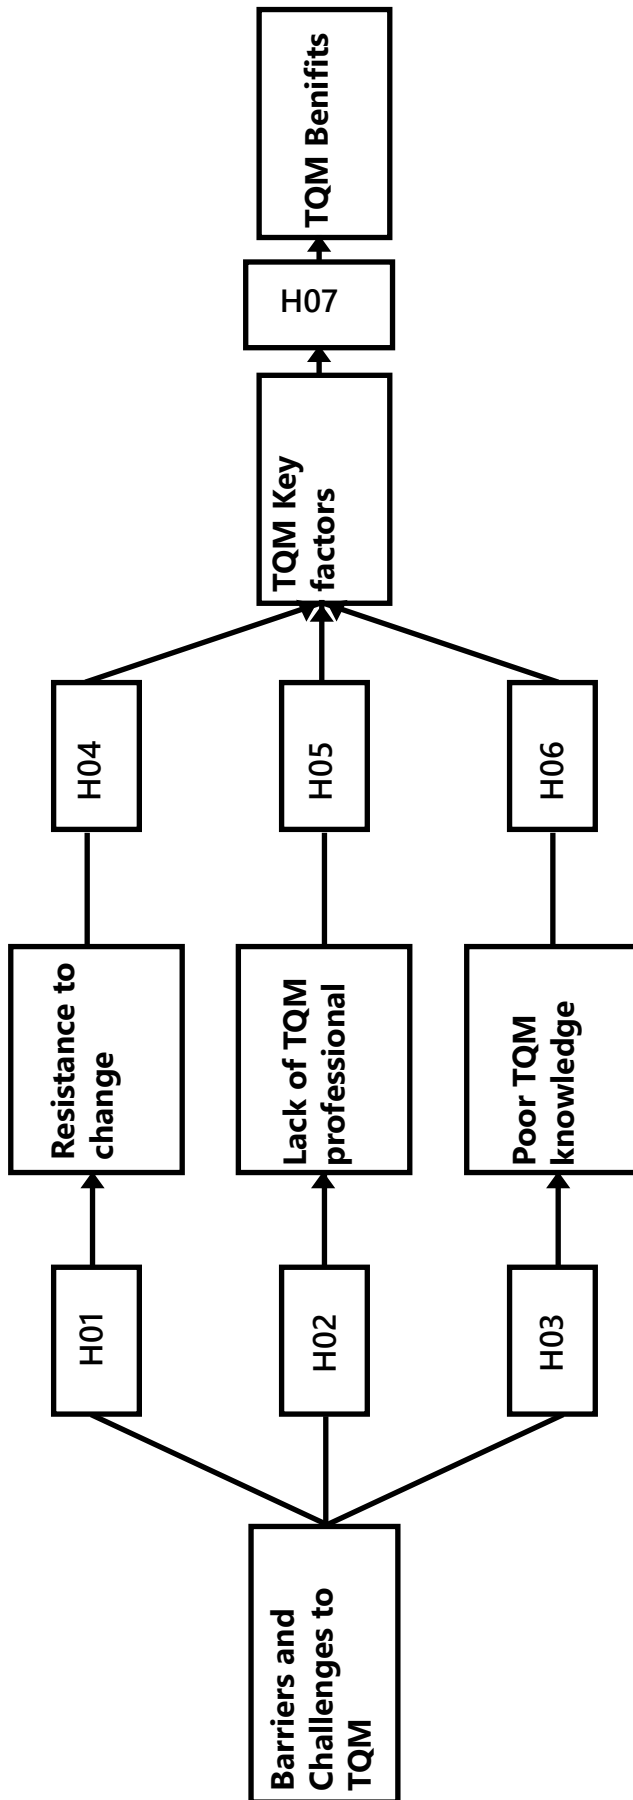 Barriers and
Challenges to
TQM
H01
H02
H03
Resistance to
change
Lack of TQM
professional
Poor TQM
knowledge
H04
H05
H06
TQM Key
factors
H07
TQM Benifits